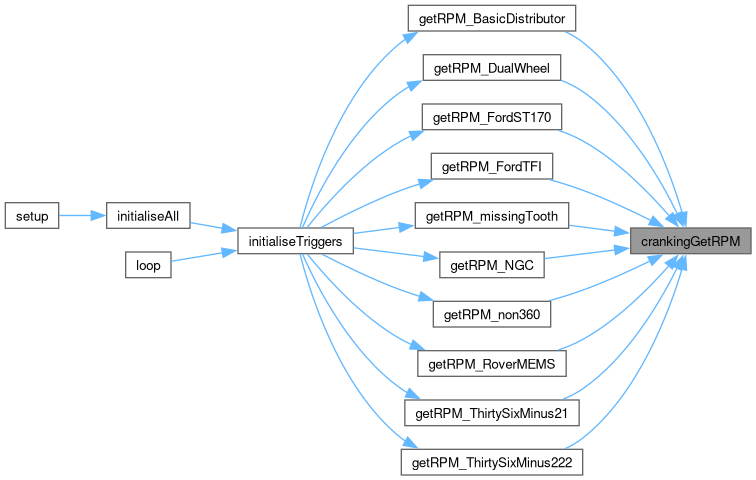 getRPM_BasicDistributor
getRPM_DualWheel
getRPM_FordST170
getRPM_FordTFI
setup
initialiseAll
getRPM_missingTooth
initialiseTriggers
crankingGetRPM
loop
getRPM_NGC
getRPM_non360
getRPM_RoverMEMS
getRPM_ThirtySixMinus21
getRPM_ThirtySixMinus222